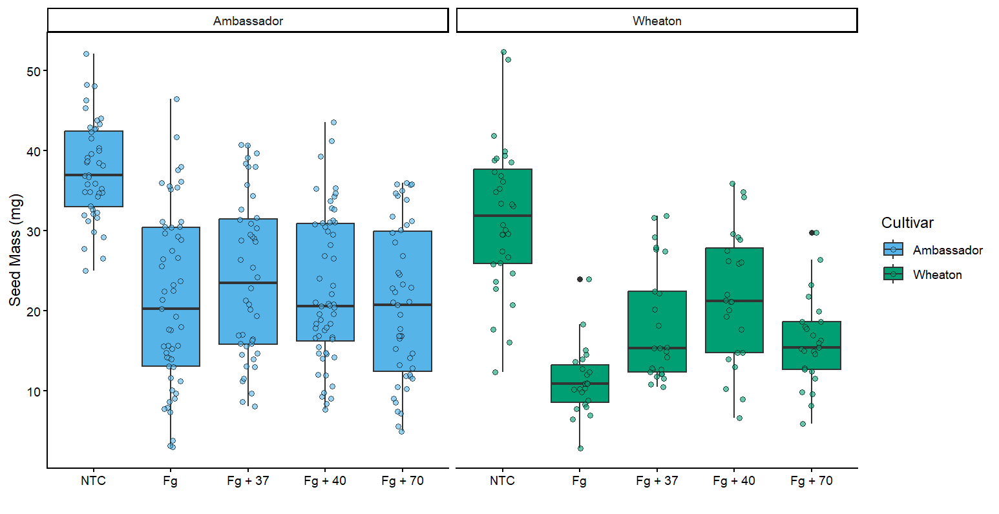 Ambassador
Wheaton
Seed Mass (mg)
50
40
30
20
10
NTC
Fg
Fg + 37
Fg + 40
Fg + 70
NTC
Fg
Fg + 37
Fg + 40
Fg + 70
Cultivar
Ambassador
Wheaton